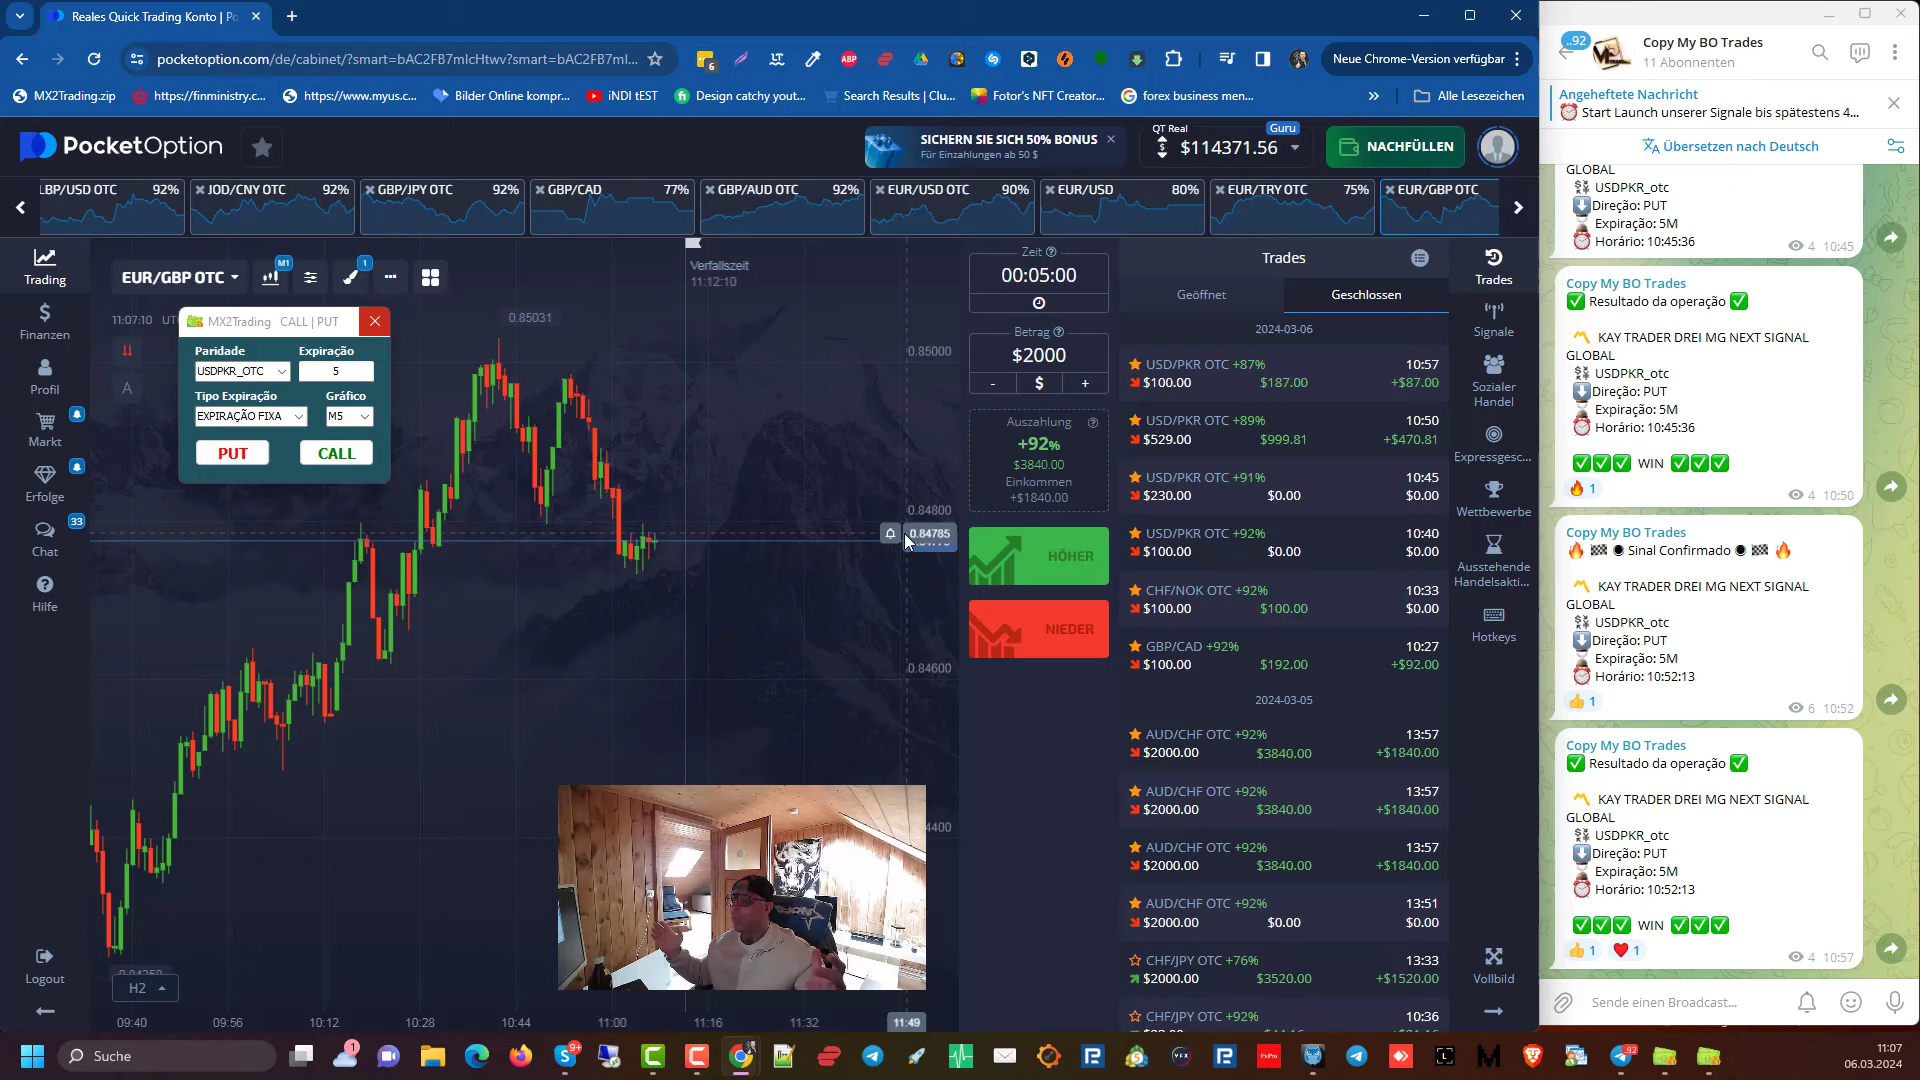 Reales Quick Trading Konto | Po
pocketoption.com/de/cabinet/?smart=bAC2FB7mlcHtwv?smart=bAC2FB7ml...
Neue Chrome-Version verfügbar
MX2Trading.zip
https://finministry.c...
https://www.myus.c...
Bilder Online kompr...
iNDI tEST
Design catchy yout...
Search Results | Clu...
Fotor's NFT Creator...
forex business men...
Alle Lesezeichen
PocketOption
SICHERN SIE SICH 50% BONUS
Für Einzahlungen ab 50 $
QT Real
Guru
$114371.56
NACHFÜLLEN
LBP/USD OTC 92%
JOD/CNY OTC 92%
GBP/JPY OTC 92%
GBP/CAD 77%
GBP/AUD OTC 92%
EUR/USD OTC 90%
EUR/USD 80%
EUR/TRY OTC 75%
EUR/GBP OTC
Trading
Finanzen
Profil
Markt
Erfolge
33
Chat
Hilfe
Logout
EUR/GBP OTC
M1
1
Verfallszeit
11:12:10
11:07:10 UT
0.85031
0.85000
0.84800
0.84785
0.84600
4400
MX2Trading CALL | PUT
Paridade
Expiração
USDPKR_OTC
5
Tipo Expiração
Gráfico
EXPIRAÇÃO FIXA
M5
PUT
CALL
H2
09:40
09:56
10:12
10:28
10:44
11:00
11:16
11:32
11:49
Zeit
00:05:00
Betrag
$2000
- $ +
Auszahlung
+92%
$3840.00
Einkommen
+$1840.00
HÖHER
NIEDER
Trades
Geöffnet
Geschlossen
2024-03-06
USD/PKR OTC +87% 10:57
$100.00 $187.00 +$87.00
USD/PKR OTC +89% 10:50
$529.00 $999.81 +$470.81
USD/PKR OTC +91% 10:45
$230.00 $0.00 $0.00
USD/PKR OTC +92% 10:40
$100.00 $0.00 $0.00
CHF/NOK OTC +92% 10:33
$100.00 $100.00 $0.00
GBP/CAD +92% 10:27
$100.00 $192.00 +$92.00
2024-03-05
AUD/CHF OTC +92% 13:57
$2000.00 $3840.00 +$1840.00
AUD/CHF OTC +92% 13:57
$2000.00 $3840.00 +$1840.00
AUD/CHF OTC +92% 13:57
$2000.00 $3840.00 +$1840.00
AUD/CHF OTC +92% 13:51
$2000.00 $0.00 $0.00
CHF/JPY OTC +76% 13:33
$2000.00 $3520.00 +$1520.00
CHF/JPY OTC +92% 10:36
Trades
Signale
Sozialer
Handel
Expressgesc...
Wettbewerbe
Ausstehende
Handelsakti...
Hotkeys
Vollbild
..92
Copy My BO Trades
11 Abonnenten
Angeheftete Nachricht
Start Launch unserer Signale bis spätestens 4...
Übersetzen nach Deutsch
GLOBAL
USDPKR_otc
Direção: PUT
Expiração: 5M
Horário: 10:45:36
4 10:45
Copy My BO Trades
Resultado da operação
KAY TRADER DREI MG NEXT SIGNAL
GLOBAL
USDPKR_otc
Direção: PUT
Expiração: 5M
Horário: 10:45:36
WIN
1
4 10:50
Copy My BO Trades
Sinal Confirmado
KAY TRADER DREI MG NEXT SIGNAL
GLOBAL
USDPKR_otc
Direção: PUT
Expiração: 5M
Horário: 10:52:13
1
6 10:52
Copy My BO Trades
Resultado da operação
KAY TRADER DREI MG NEXT SIGNAL
GLOBAL
USDPKR_otc
Direção: PUT
Expiração: 5M
Horário: 10:52:13
WIN
1 1
4 10:57
Sende einen Broadcast...
Suche
11:07
06.03.2024